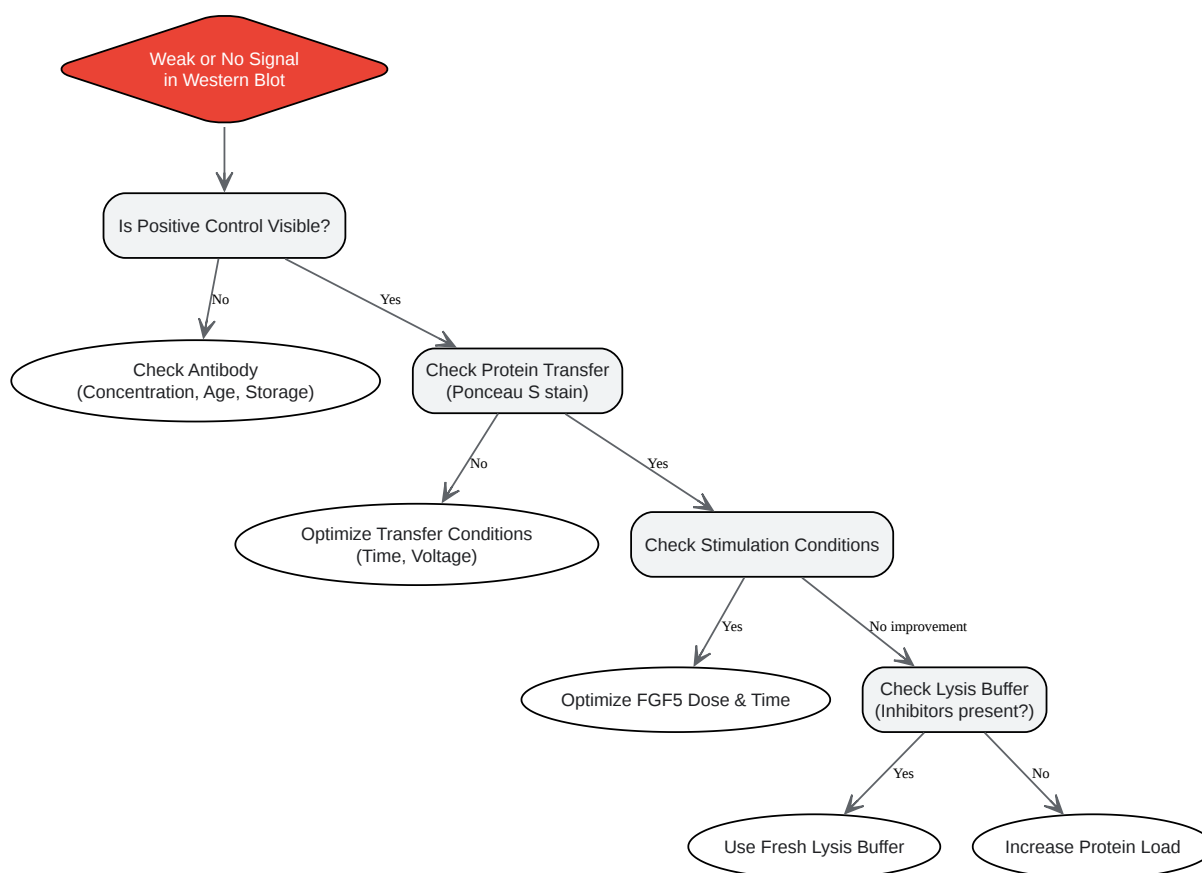 Weak or No Signal
in Western Blot
Is Positive Control Visible?
No
Yes
Check Antibody
(Concentration, Age, Storage)
Check Protein Transfer
(Ponceau S stain)
No
Yes
Optimize Transfer Conditions
(Time, Voltage)
Check Stimulation Conditions
Yes
No improvement
Optimize FGF5 Dose & Time
Check Lysis Buffer
(Inhibitors present?)
Yes
No
Use Fresh Lysis Buffer
Increase Protein Load